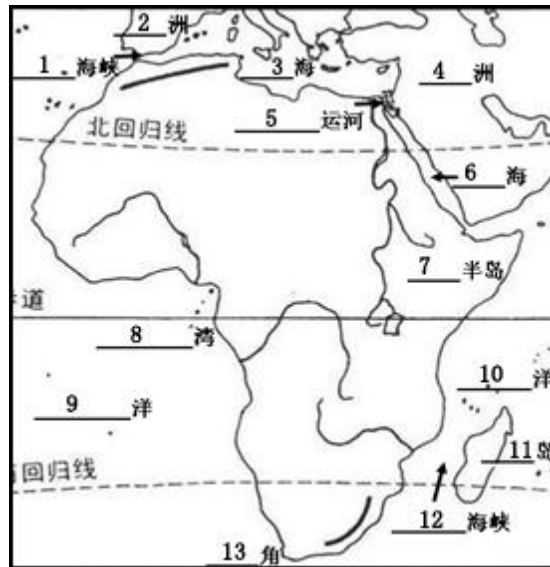 2 洲
1 海峡
3 海
4 洲
5 运河
北回归线
6 海
7 半岛
道
8 湾
10 洋
9 洋
11 岛
回归线
12 海峡
13 角